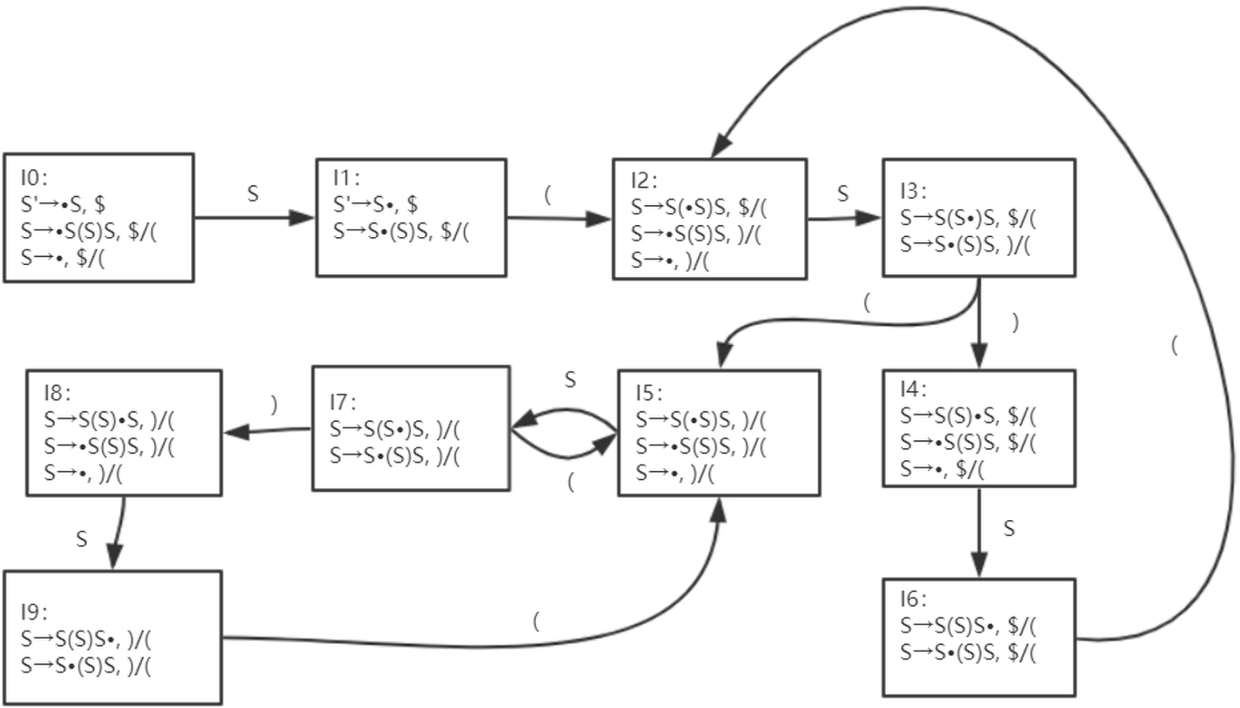 I0:
S'→•S, $
S→•S(S)S, $/(
S→•, $/(
S
I1:
S'→S•, $
S→S•(S)S, $/(
(
I2:
S→S(•S)S, $/(
S→•S(S)S, )/(
S→•, )/(
S
I3:
S→S(S•)S, $/(
S→S•(S)S, )/(
(
)
(
I8:
S→S(S)•S, )/(
S→•S(S)S, )/(
S→•, )/(
)
I7:
S→S(S•)S, )/(
S→S•(S)S, )/(
S
(
I5:
S→S(•S)S, )/(
S→•S(S)S, )/(
S→•, )/(
I4:
S→S(S)•S, $/(
S→•S(S)S, $/(
S→•, $/(
S
S
I9:
S→S(S)S•, )/(
S→S•(S)S, )/(
(
I6:
S→S(S)S•, $/(
S→S•(S)S, $/(